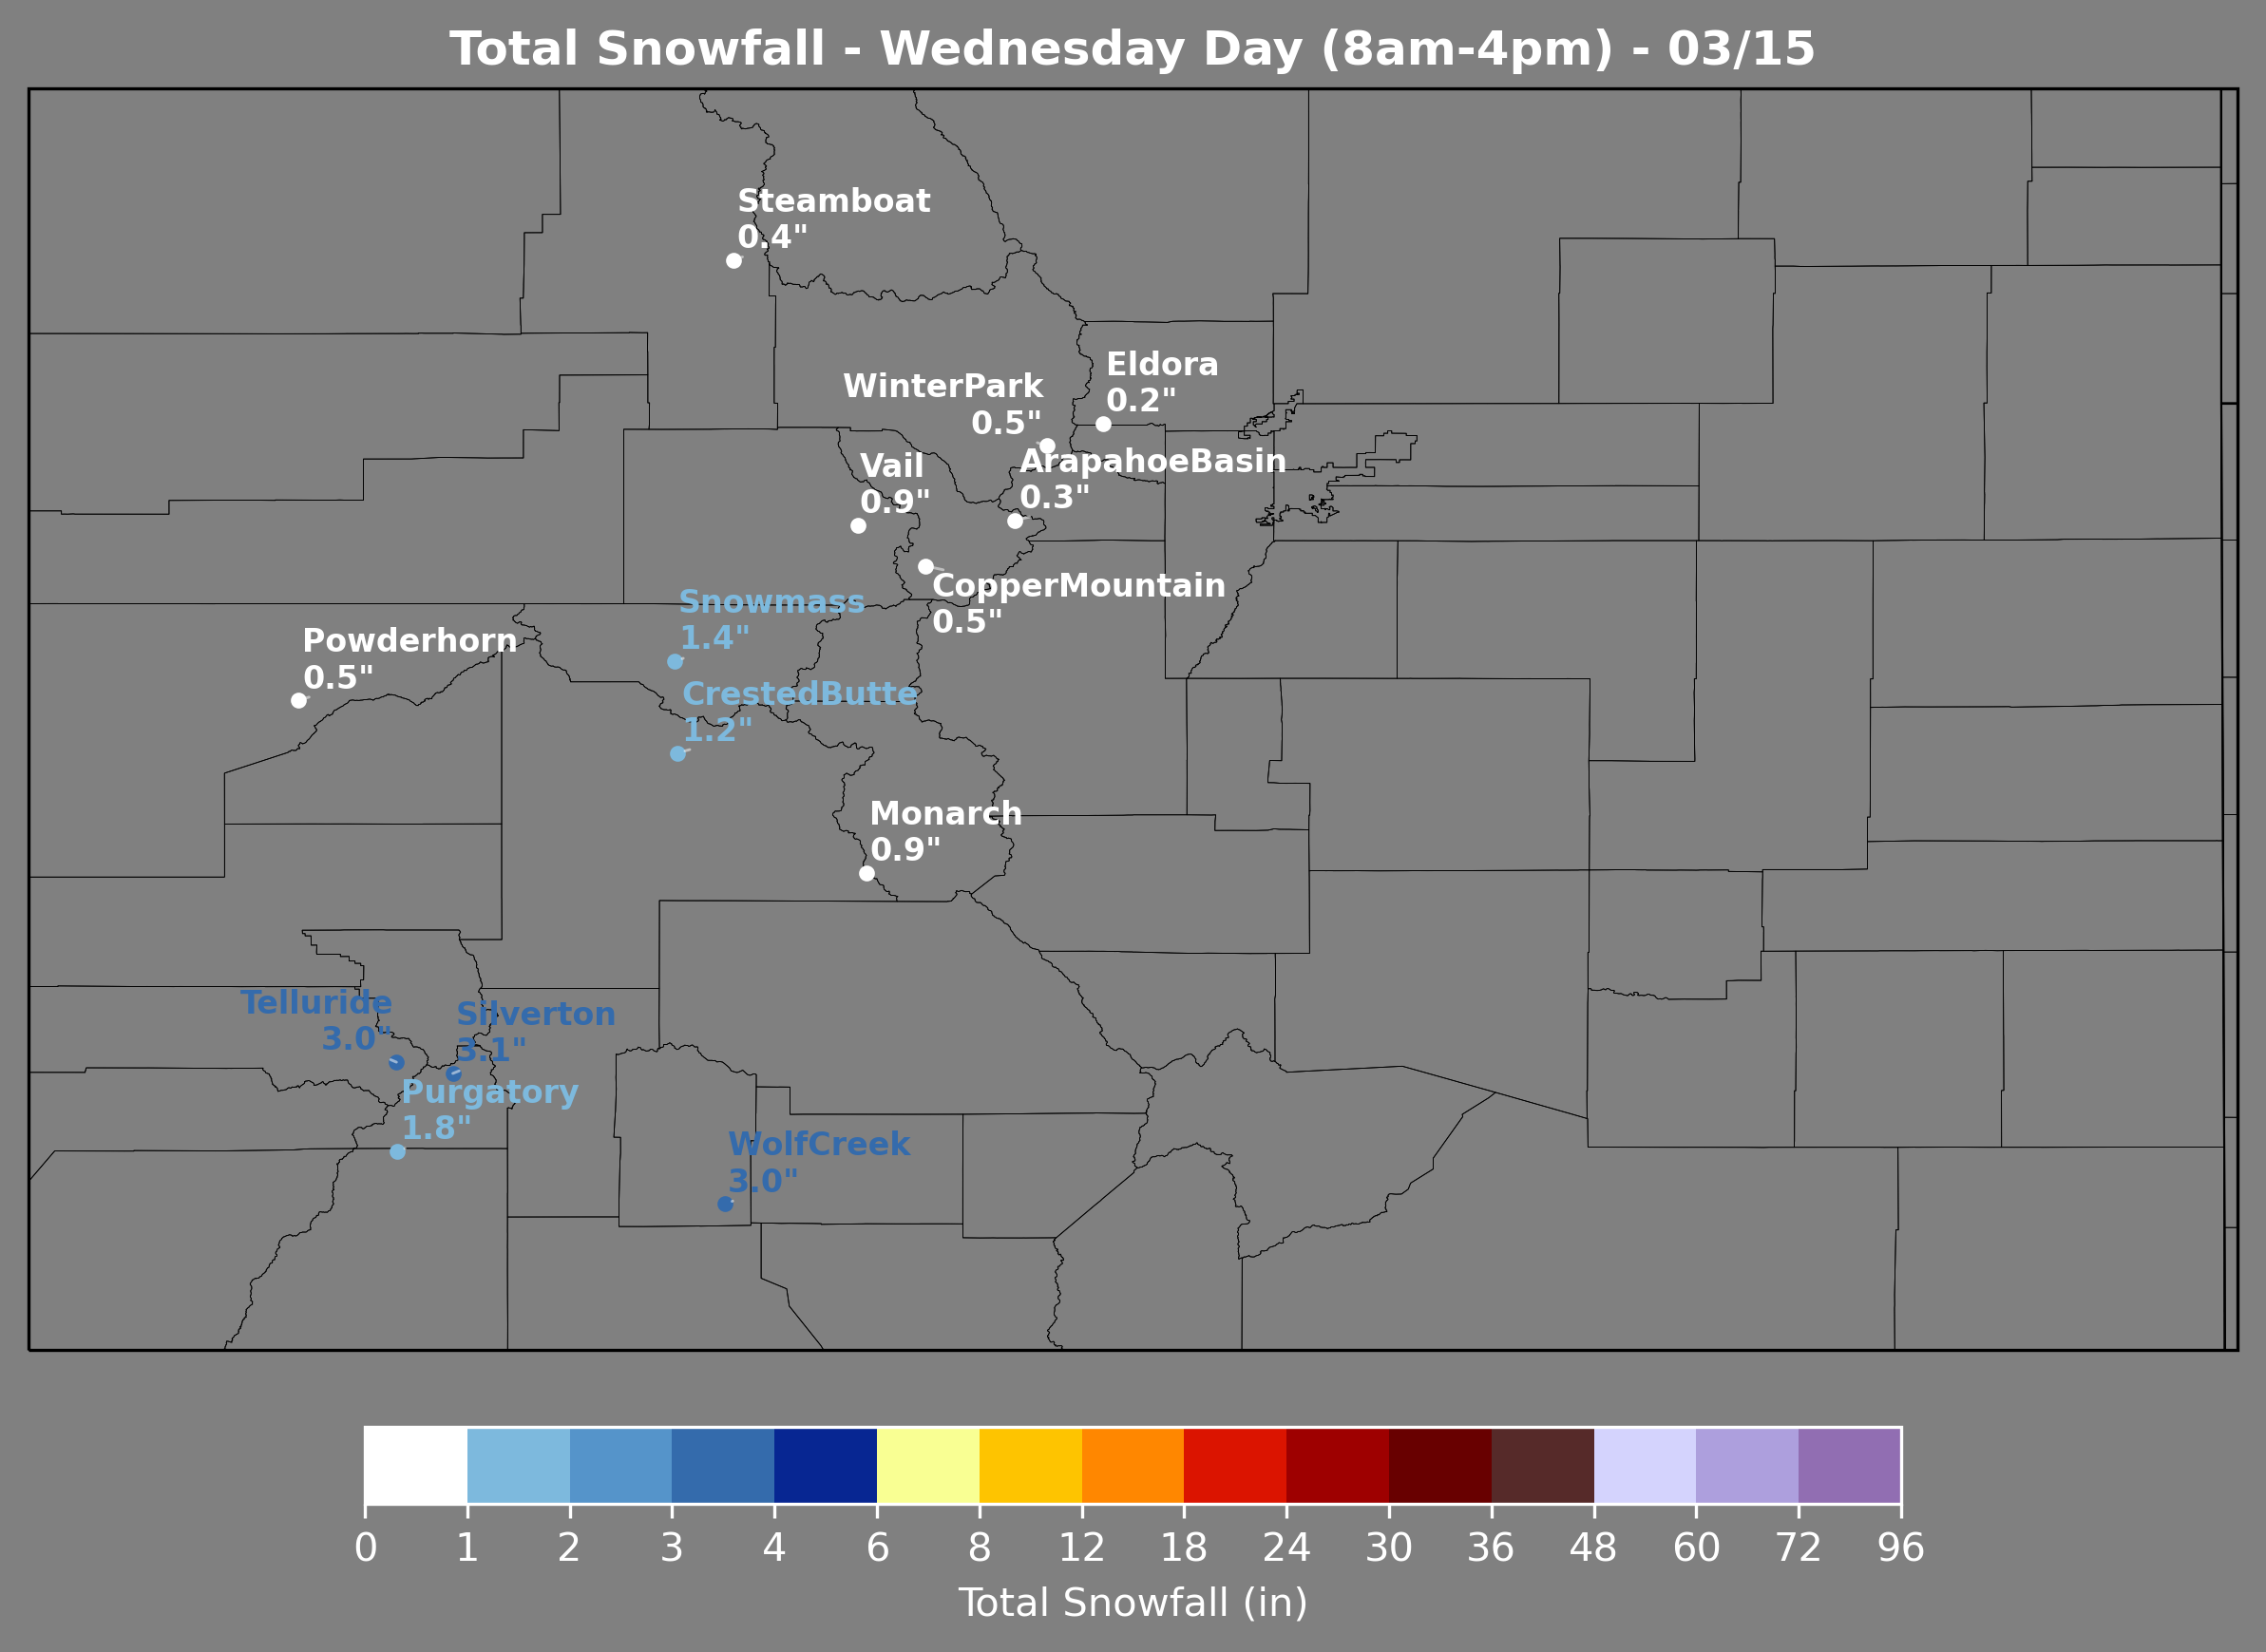 Total Snowfall - Wednesday Day (8am-4pm) - 03/15
Steamboat
0.4"
Eldora
0.2"
WinterPark
0.5"
ArapahoeBasin
0.3"
Vail
0.9"
CopperMountain
0.5"
Snowmass
1.4"
Powderhorn
0.5"
CrestedButte
1.2"
Monarch
0.9"
Telluride
3.0"
Silverton
3.1"
Purgatory
1.8"
WolfCreek
3.0"
0 1 2 3 4 6 8 12 18 24 30 36 48 60 72 96
Total Snowfall (in)